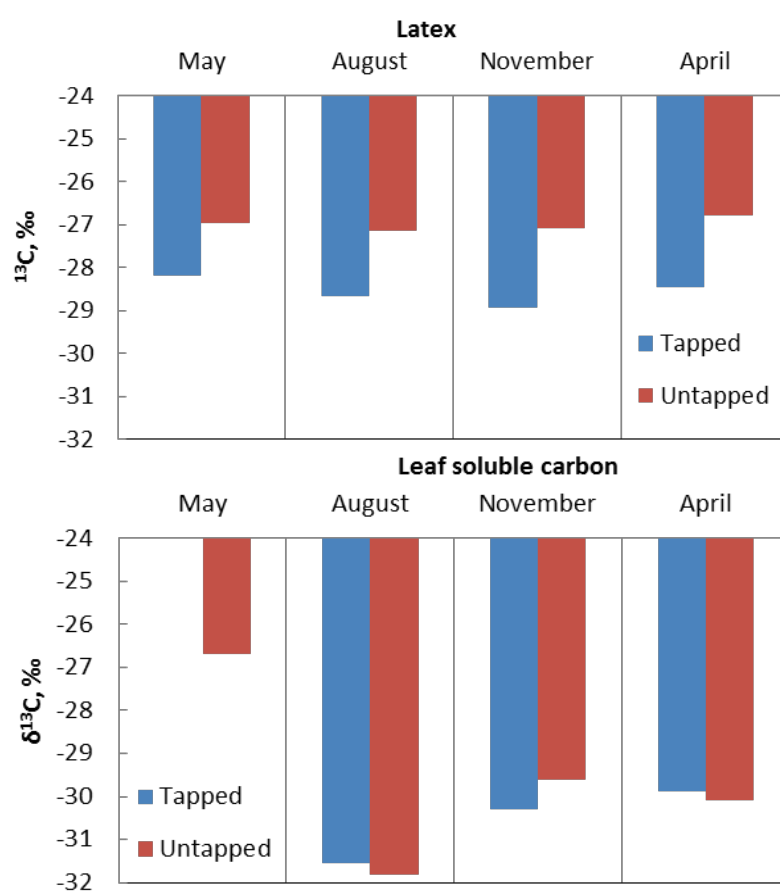 Latex
May August November April
-24
-25
-26
-27
-28
-29
-30
-31
-32
¹³C, ‰
Tapped
Untapped
Leaf soluble carbon
May August November April
-24
-25
-26
-27
-28
-29
-30
-31
-32
δ¹³C, ‰
Tapped
Untapped